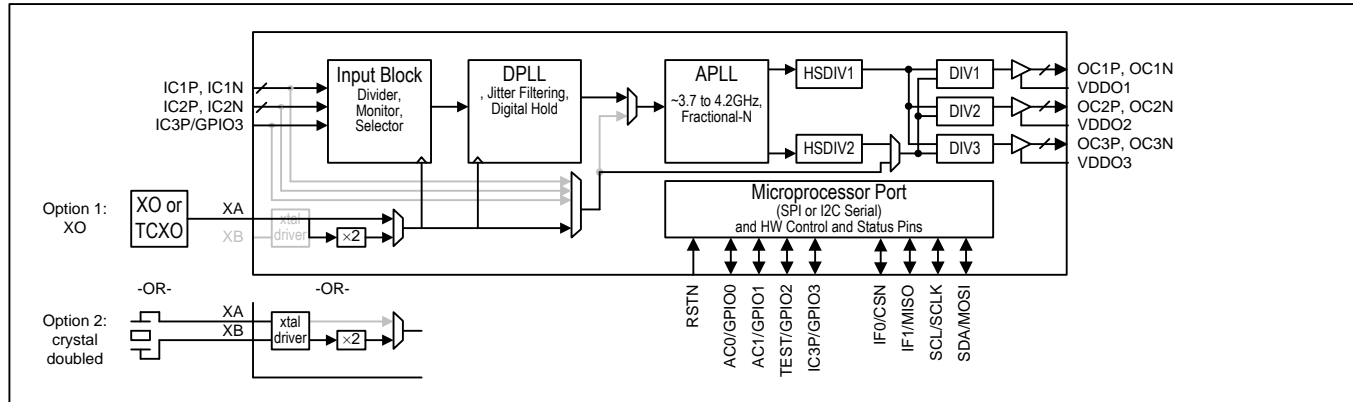 IC1P, IC1N
IC2P, IC2N
IC3P/GPIO3
Input Block
Divider,
Monitor,
Selector
DPLL
, Jitter Filtering,
Digital Hold
APLL
~3.7 to 4.2GHz,
Fractional-N
HSDIV1
HSDIV2
DIV1
DIV2
DIV3
OC1P, OC1N
VDDO1
OC2P, OC2N
VDDO2
OC3P, OC3N
VDDO3
Option 1:
XO
XO or
TCXO
XA
XB
xtal
driver
×2
Microprocessor Port
(SPI or I2C Serial)
and HW Control and Status Pins
RSTN
AC0/GPIO0
AC1/GPIO1
TEST/GPIO2
IC3P/GPIO3
IF0/CSN
IF1/MISO
SCL/SCLK
SDA/MOSI
-OR-
-OR-
Option 2:
crystal
doubled
XA
XB
xtal
driver
×2